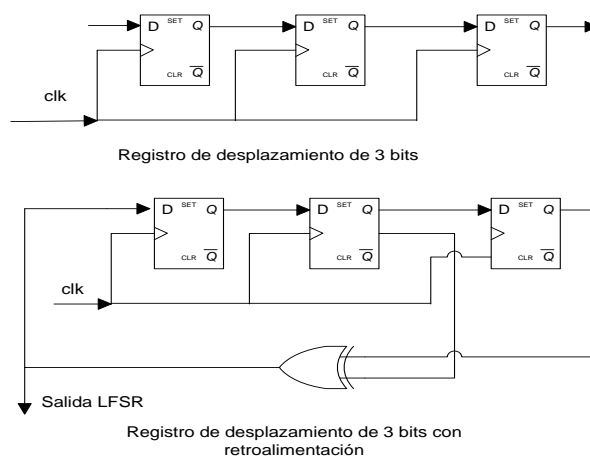 D SET Q D SET Q D SET Q
CLR Q CLR Q CLR Q
clk
Registro de desplazamiento de 3 bits
D SET Q D SET Q D SET Q
CLR Q CLR Q CLR Q
clk
Salida LFSR
Registro de desplazamiento de 3 bits con
retroalimentación